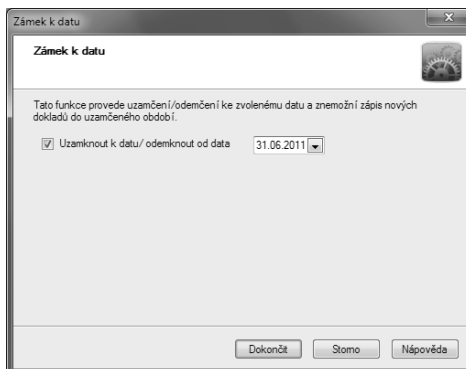 Zámek k datu
Zámek k datu
Tato funkce provede uzamčení/odemčení ke zvolenému datu a znemožní zápis nových
dokladů do uzamčeného období.
Uzamknout k datu/ odemknout od data 31.06.2011
Dokončit Storno Nápověda